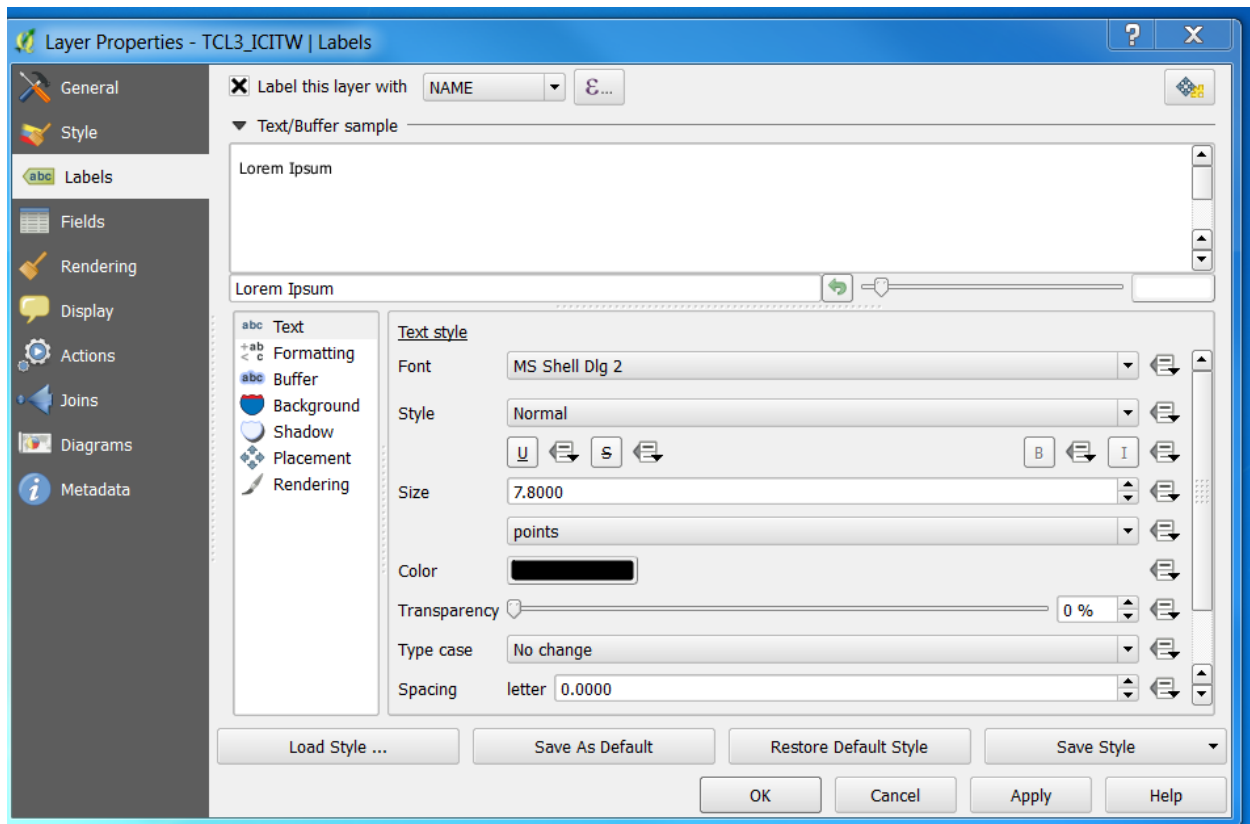 Layer Properties - TCL3_ICITW | Labels
? X
General
Style
abc Labels
Fields
Rendering
Display
Actions
Joins
Diagrams
Metadata
Label this layer with NAME ε...
Text/Buffer sample
Lorem Ipsum
Lorem Ipsum
abc Text
+ab < c Formatting
abc Buffer
Background
Shadow
Placement
Rendering
Text style
Font MS Shell Dlg 2
Style Normal
U S B I
Size 7.8000
points
Color
Transparency 0 %
Type case No change
Spacing letter 0.0000
Load Style ... Save As Default Restore Default Style Save Style
OK Cancel Apply Help